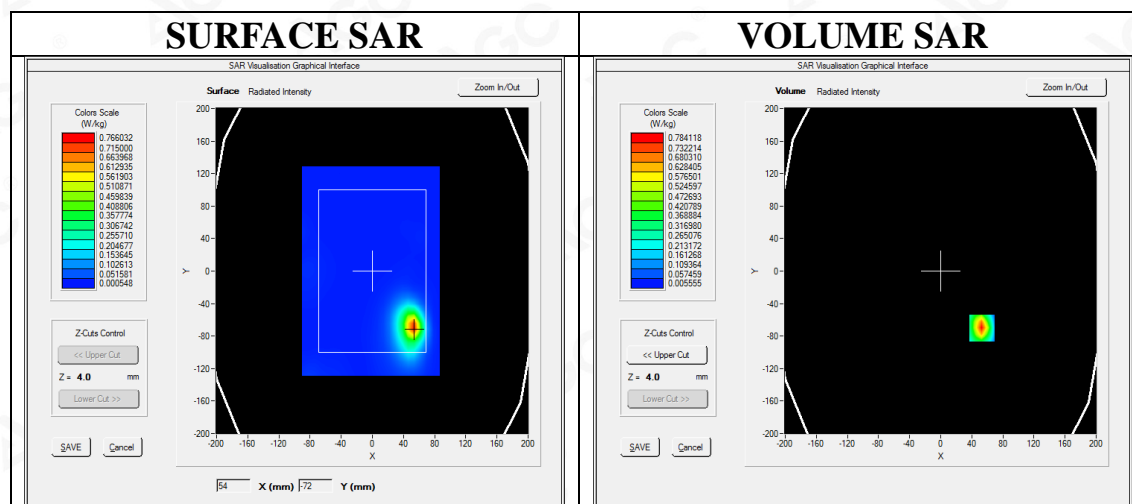 SURFACE SAR
VOLUME SAR
SAR Visualisation Graphical Interface
Surface Radiated Intensity
Zoom In/Out
Colors Scale
(W/kg)
0.766032
0.715000
0.663968
0.612935
0.561903
0.510871
0.459839
0.408806
0.357774
0.306742
0.255710
0.204677
0.153645
0.102613
0.051581
0.000548
Z-Cuts Control
<< Upper Cut
Z = 4.0 mm
Lower Cut >>
SAVE Cancel
200
160
120
80
40
0
-40
-80
-120
-160
-200
Y
-200 -160 -120 -80 -40 0 40 80 120 160 200
X
54 X (mm) -72 Y (mm)
SAR Visualisation Graphical Interface
Volume Radiated Intensity
Zoom In/Out
Colors Scale
(W/kg)
0.784118
0.732214
0.680310
0.628405
0.576501
0.524597
0.472693
0.420789
0.368884
0.316980
0.265076
0.213172
0.161268
0.109364
0.057459
0.005555
Z-Cuts Control
<< Upper Cut
Z = 4.0 mm
Lower Cut >>
SAVE Cancel
200
160
120
80
40
0
-40
-80
-120
-160
-200
Y
-200 -160 -120 -80 -40 0 40 80 120 160 200
X